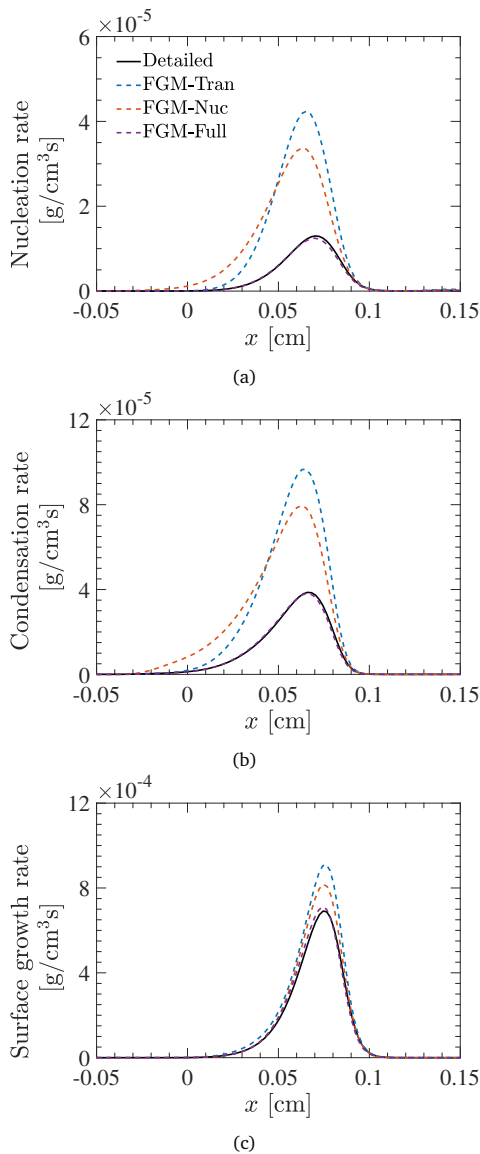 ×10⁻⁵
6
4
2
0
Nucleation rate
[g/cm³s]
Detailed
FGM-Tran
FGM-Nuc
FGM-Full
-0.05 0 0.05 0.1 0.15
x [cm]
(a)
×10⁻⁵
12
8
4
0
Condensation rate
[g/cm³s]
-0.05 0 0.05 0.1 0.15
x [cm]
(b)
×10⁻⁴
12
8
4
0
Surface growth rate
[g/cm³s]
-0.05 0 0.05 0.1 0.15
x [cm]
(c)